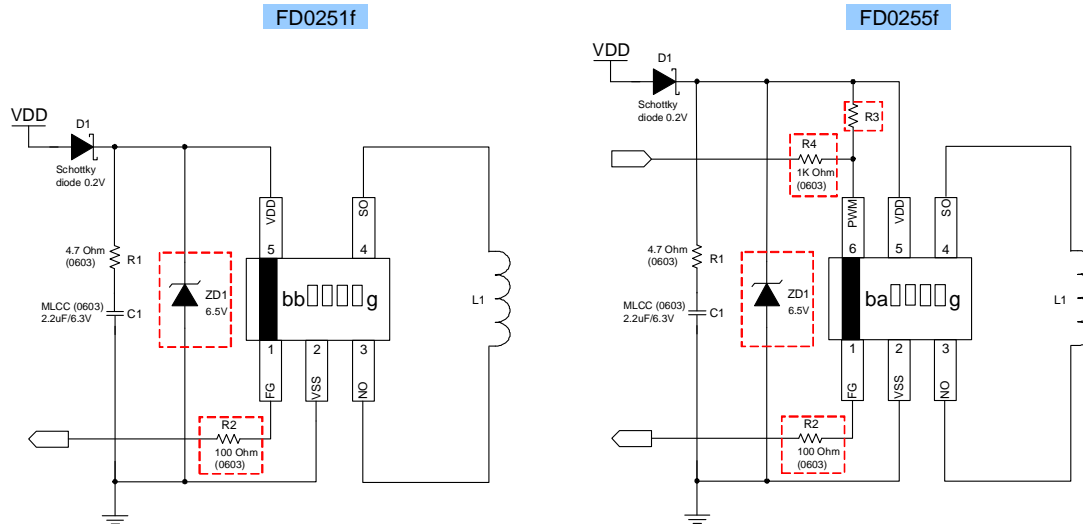 FD0251f
VDD
D1
Schottky
diode 0.2V
VDD
SO
5
4
4.7 Ohm
(0603)
R1
MLCC (0603)
2.2uF/6.3V
C1
ZD1
6.5V
bb□□□□g
L1
1
2
3
FG
VSS
NO
R2
100 Ohm
(0603)
FD0255f
VDD
D1
Schottky
diode 0.2V
R3
R4
1K Ohm
(0603)
PWM
VDD
SO
6
5
4
4.7 Ohm
(0603)
R1
MLCC (0603)
2.2uF/6.3V
C1
ZD1
6.5V
ba□□□□g
L1
1
2
3
FG
VSS
NO
R2
100 Ohm
(0603)